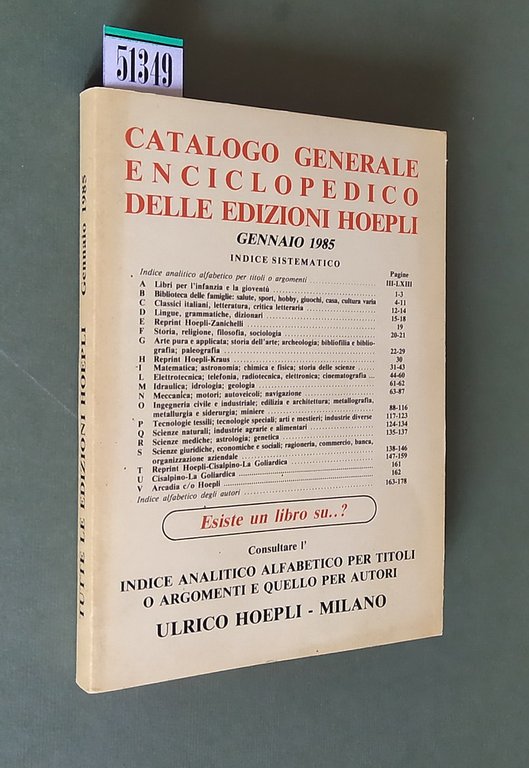 51349
CATALOGO GENERALE
ENCICLOPEDICO
DELLE EDIZIONI HOEPLI
GENNAIO 1985
INDICE SISTEMATICO
Pagine
Indice analitico alfabetico per titoli o argomenti III-LXIII
A Libri per l'infanzia e la gioventù 1-3
B Biblioteca delle famiglie: salute, sport, hobby, giuochi, casa, cultura varia 4-11
C Classici italiani, letteratura, critica letteraria 12-14
D Lingue, grammatiche, dizionari 15-18
E Reprint Hoepli-Zanichelli 19
F Storia, religione, filosofia, sociologia 20-21
G Arte pura e applicata; storia dell'arte; archeologia; bibliofilia e biblio-
grafia; paleografia 22-29
H Reprint Hoepli-Kraus 30
I Matematica; astronomia; chimica e fisica; storia delle scienze 31-43
L Elettrotecnica; telefonia, radiotecnica, elettronica; cinematografia ... 44-60
M Idraulica; idrologia; geologia 61-62
N Meccanica; motori; autoveicoli; navigazione 63-87
O Ingegneria civile e industriale; edilizia e architettura; metallografia,
metallurgia e siderurgia; miniere 88-116
P Tecnologie tessili; tecnologie speciali; arti e mestieri; industrie diverse 117-123
Q Scienze naturali; industrie agrarie e alimentari 124-134
R Scienze mediche; astrologia; genetica 135-137
S Scienze giuridiche, economiche e sociali; ragioneria, commercio, banca,
organizzazione aziendale 138-146
T Reprint Hoepli-Cisalpino-La Goliardica 147-159
U Cisalpino-La Goliardica 161
V Arcadia c/o Hoepli 162
Indice alfabetico degli autori 163-178
Esiste un libro su..?
Consultare l'
INDICE ANALITICO ALFABETICO PER TITOLI
O ARGOMENTI E QUELLO PER AUTORI
ULRICO HOEPLI - MILANO
TUTTE LE EDIZIONI HOEPLI Gennaio 1985